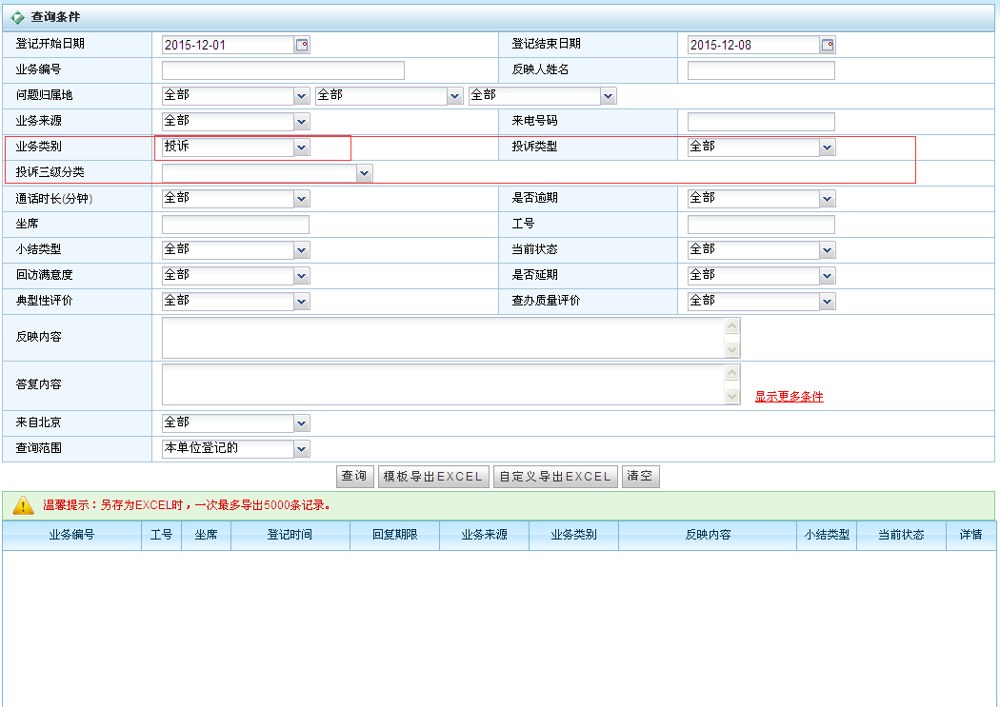 查询条件
登记开始日期 2015-12-01 登记结束日期 2015-12-08
业务编号 反映人姓名
问题归属地 全部 全部 全部
业务来源 全部 来电号码
业务类别 投诉 投诉类型 全部
投诉三级分类
通话时长(分钟) 全部 是否逾期 全部
坐席 工号
小结类型 全部 当前状态 全部
回访满意度 全部 是否延期 全部
典型性评价 全部 查办质量评价 全部
反映内容
答复内容 显示更多条件
来自北京 全部
查询范围 本单位登记的
查询 模板导出EXCEL 自定义导出EXCEL 清空
温馨提示：另存为EXCEL时，一次最多导出5000条记录。
业务编号 工号 坐席 登记时间 回复期限 业务来源 业务类别 反映内容 小结类型 当前状态 详情